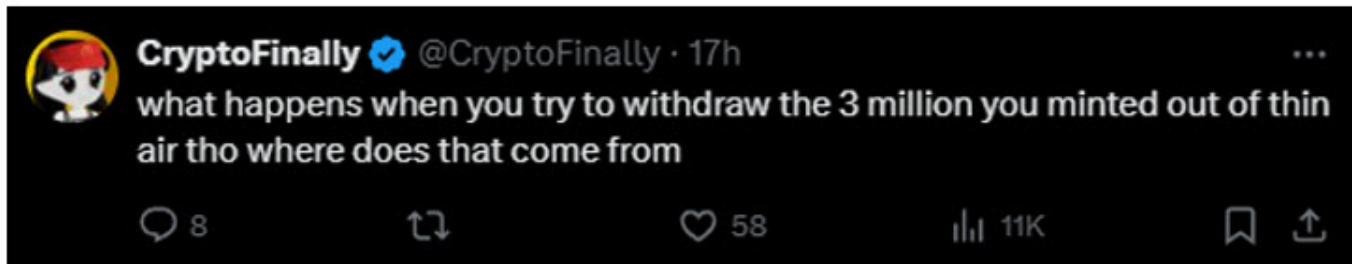 CryptoFinally @CryptoFinally · 17h
what happens when you try to withdraw the 3 million you minted out of thin
air tho where does that come from
8 58 11K